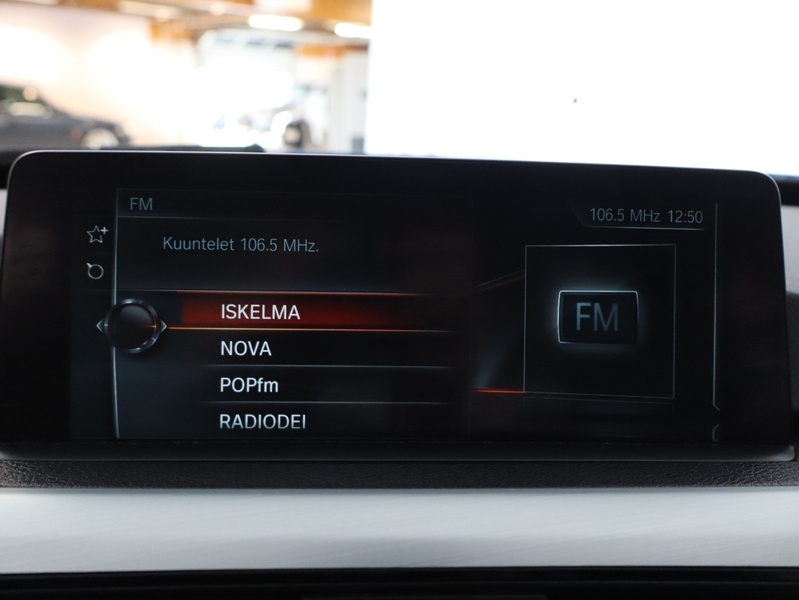 FM
106.5 MHz 12:50
Kuuntelet 106.5 MHz.
FM
ISKELMA
NOVA
POPfm
RADIODEI